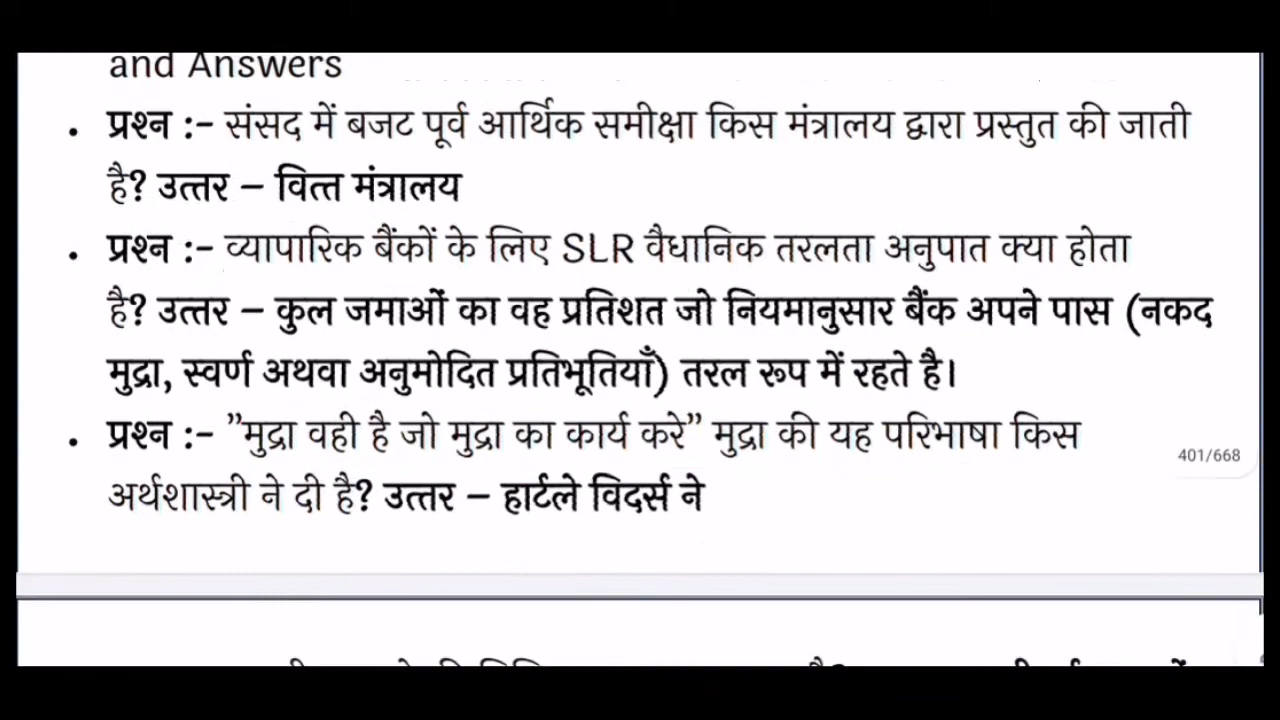 and Answers
• प्रश्न :- संसद में बजट पूर्व आर्थिक समीक्षा किस मंत्रालय द्वारा प्रस्तुत की जाती
है? उत्तर – वित्त मंत्रालय
• प्रश्न :- व्यापारिक बैंकों के लिए SLR वैधानिक तरलता अनुपात क्या होता
है? उत्तर – कुल जमाओं का वह प्रतिशत जो नियमानुसार बैंक अपने पास (नकद
मुद्रा, स्वर्ण अथवा अनुमोदित प्रतिभूतियाँ) तरल रूप में रहते है।
• प्रश्न :- ”मुद्रा वही है जो मुद्रा का कार्य करे” मुद्रा की यह परिभाषा किस
401/668
अर्थशास्त्री ने दी है? उत्तर – हार्टले विदर्स ने